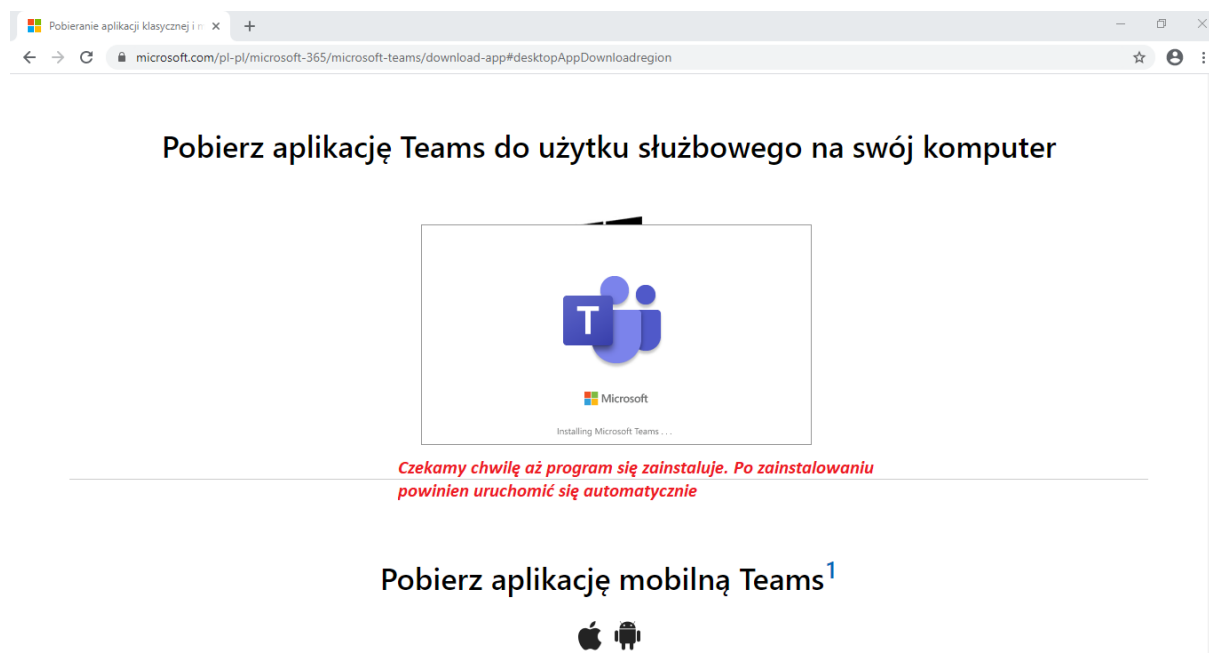 Pobieranie aplikacji klasycznej i
microsoft.com/pl-pl/microsoft-365/microsoft-teams/download-app#desktopAppDownloadregion
Pobierz aplikację Teams do użytku służbowego na swój komputer
T
Microsoft
Installing Microsoft Teams . . .
Czekamy chwilę aż program się zainstaluje. Po zainstalowaniu
powinien uruchomić się automatycznie
Pobierz aplikację mobilną Teams1